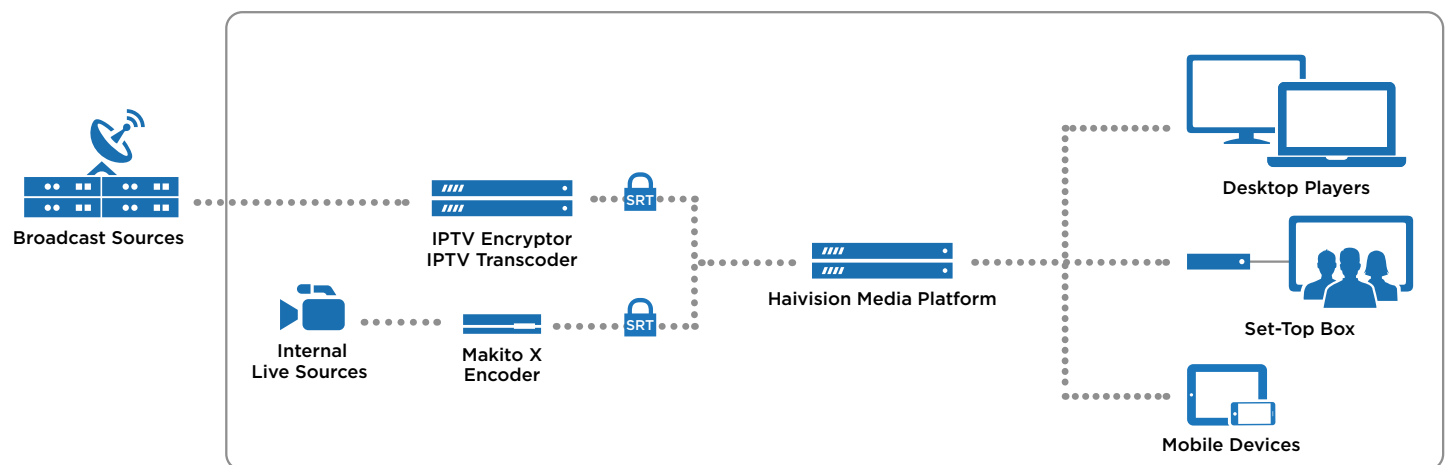 Broadcast Sources
IPTV Encryptor
IPTV Transcoder
SRT
Internal
Live Sources
Makito X
Encoder
SRT
Haivision Media Platform
Desktop Players
Set-Top Box
Mobile Devices